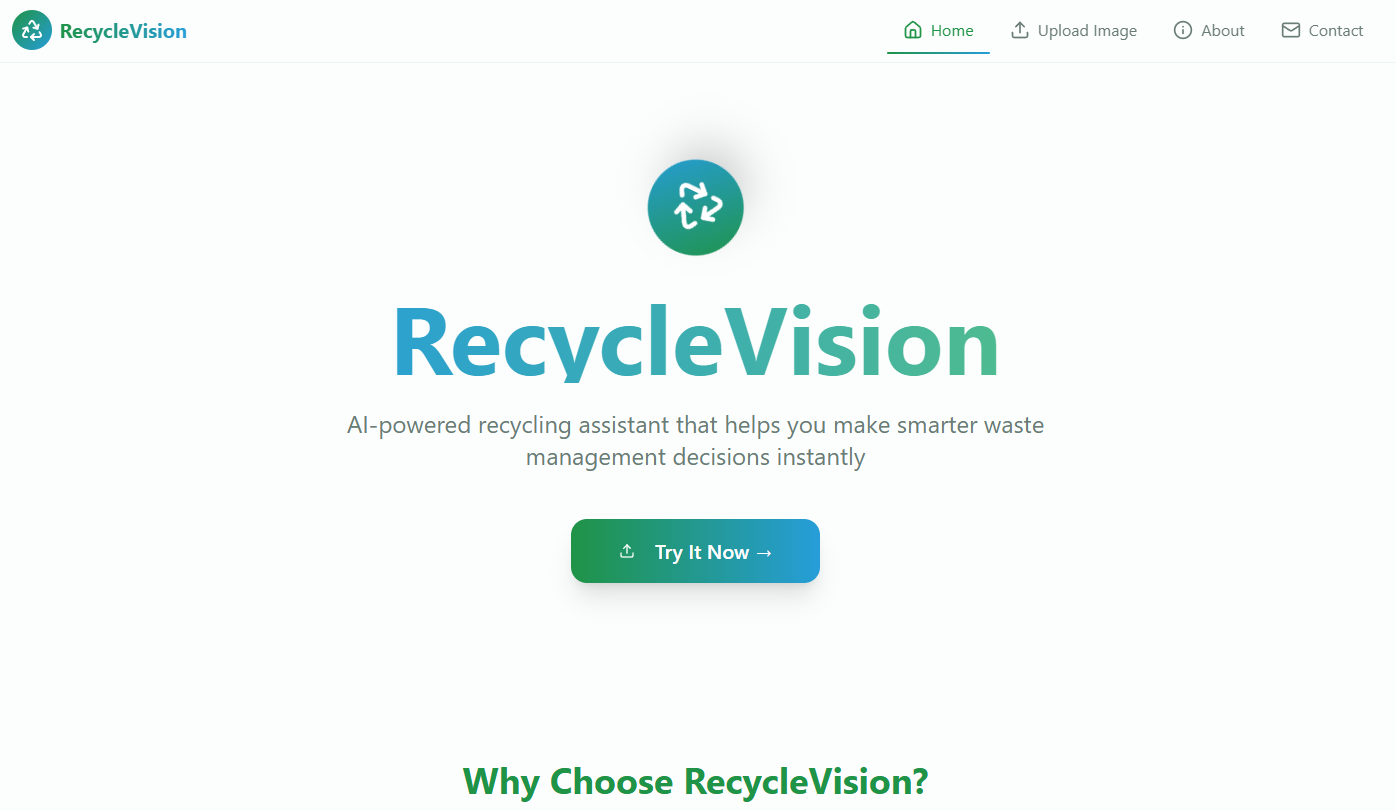 RecycleVision
Home
Upload Image
About
Contact
RecycleVision
AI-powered recycling assistant that helps you make smarter waste
management decisions instantly
Try It Now →
Why Choose RecycleVision?